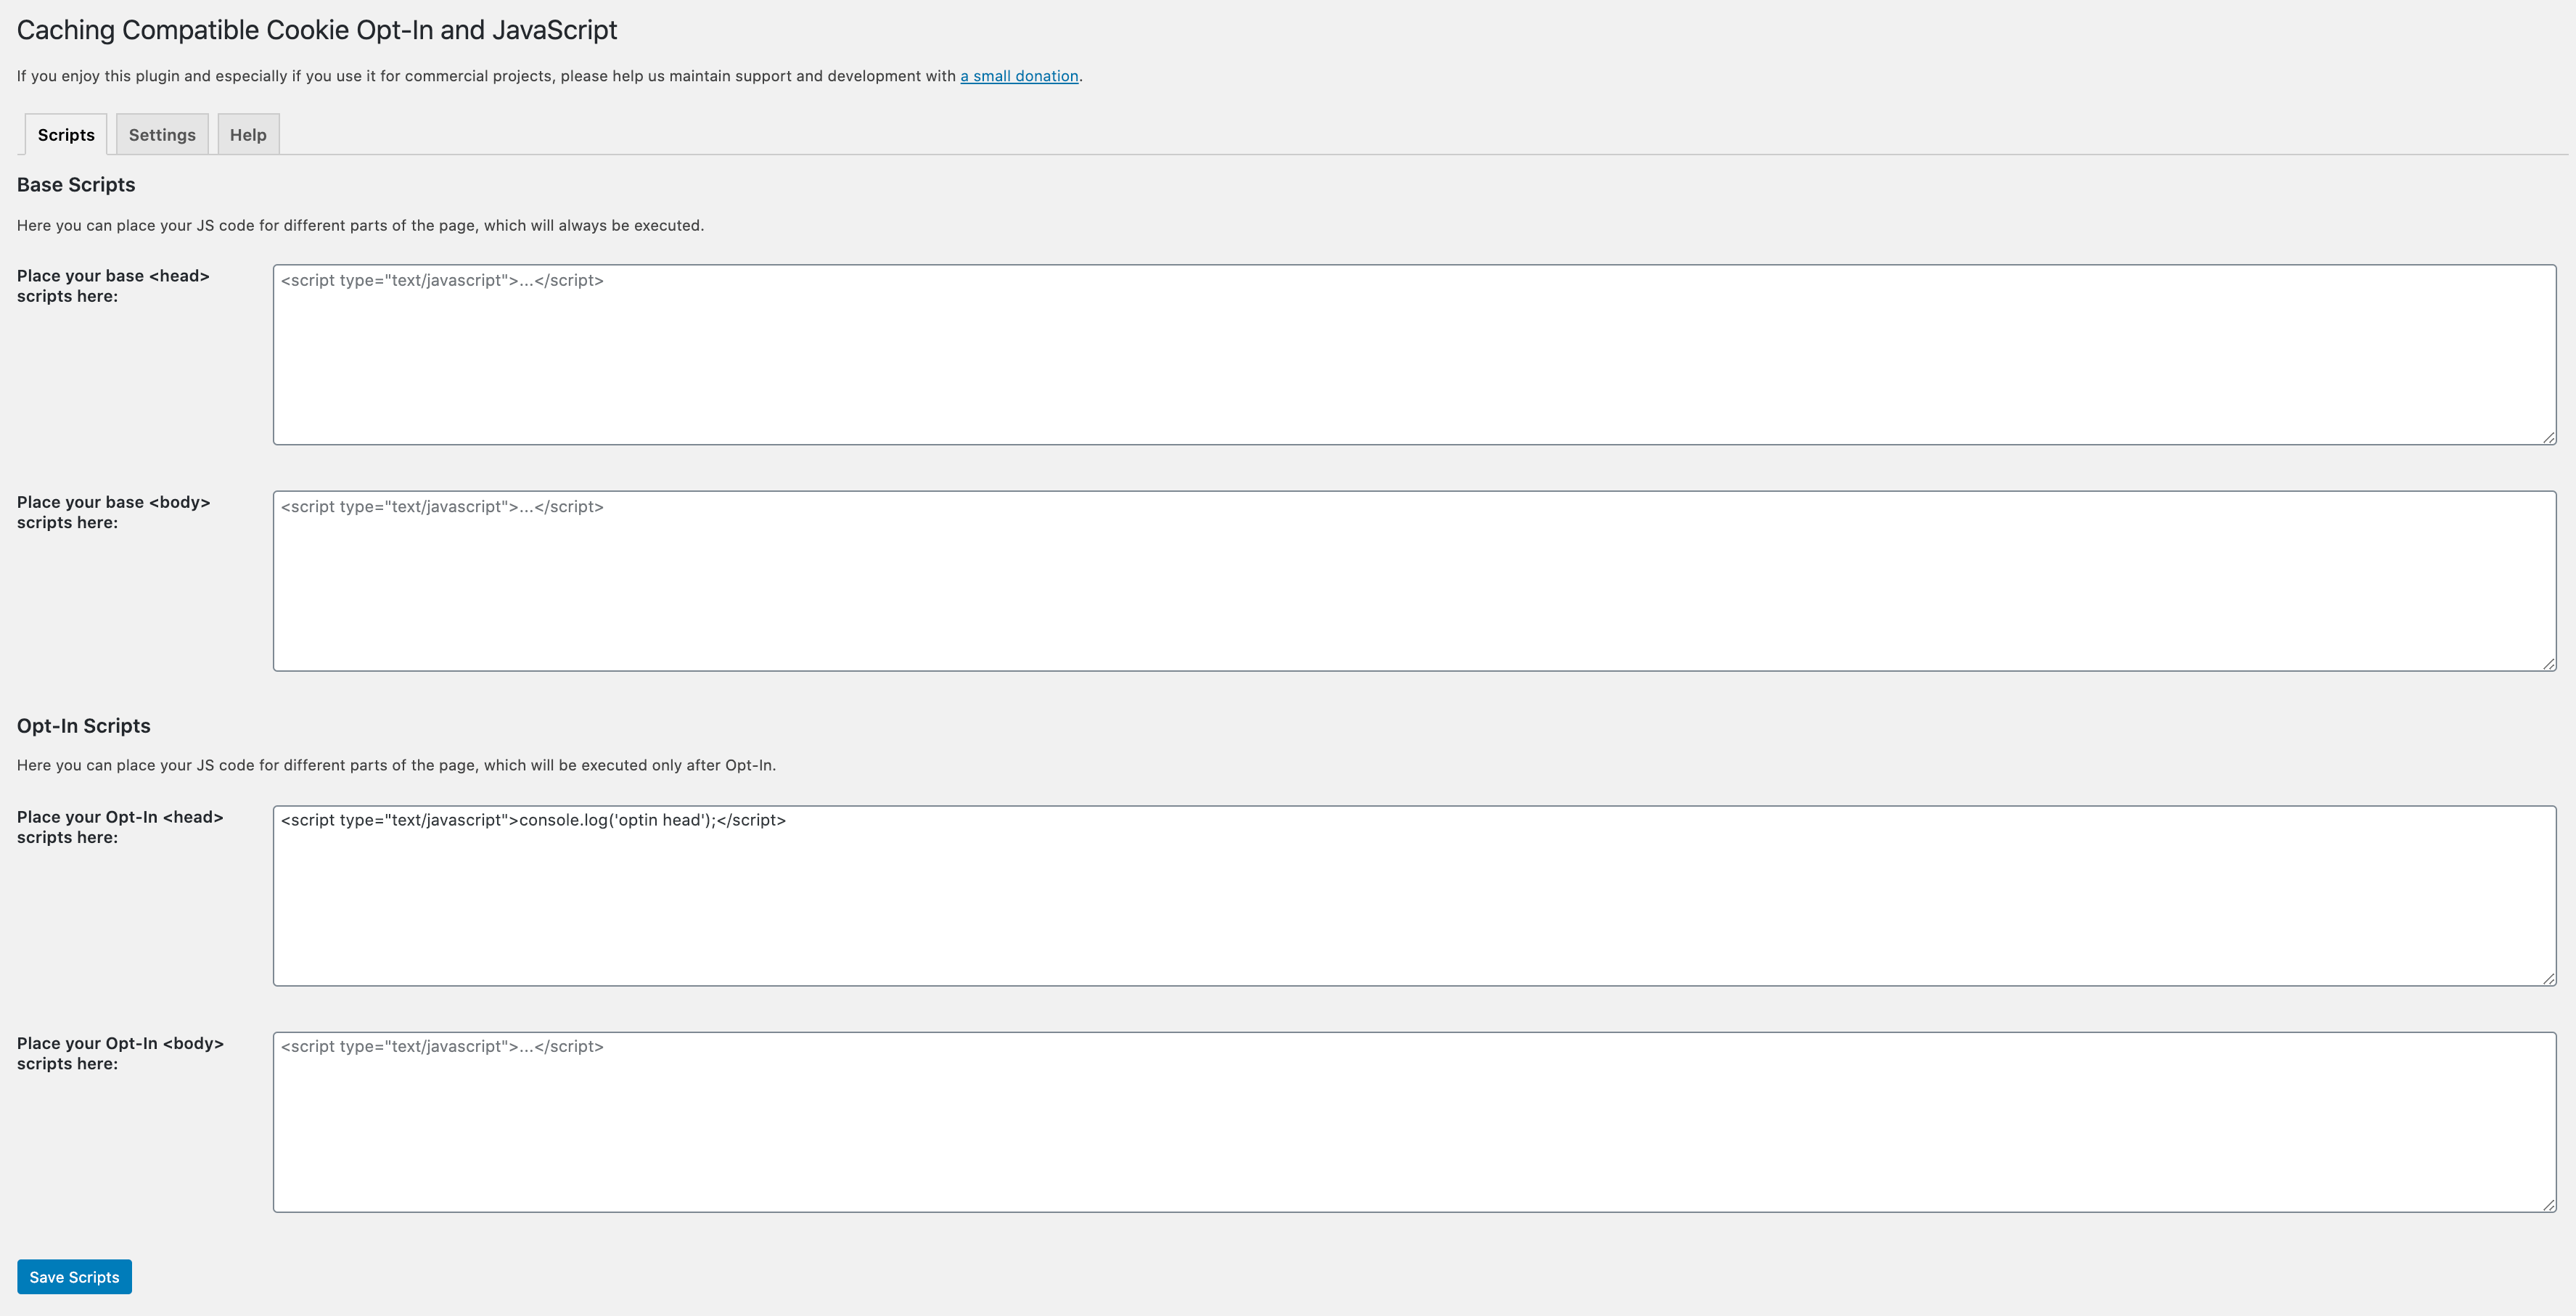 Caching Compatible Cookie Opt-In and JavaScript
If you enjoy this plugin and especially if you use it for commercial projects, please help us maintain support and development with a small donation.
Scripts
Settings
Help
Base Scripts
Here you can place your JS code for different parts of the page, which will always be executed.
Place your base <head>
scripts here:
<script type="text/javascript">...</script>
Place your base <body>
scripts here:
<script type="text/javascript">...</script>
Opt-In Scripts
Here you can place your JS code for different parts of the page, which will be executed only after Opt-In.
Place your Opt-In <head>
scripts here:
<script type="text/javascript">console.log('optin head');</script>
Place your Opt-In <body>
scripts here:
<script type="text/javascript">...</script>
Save Scripts